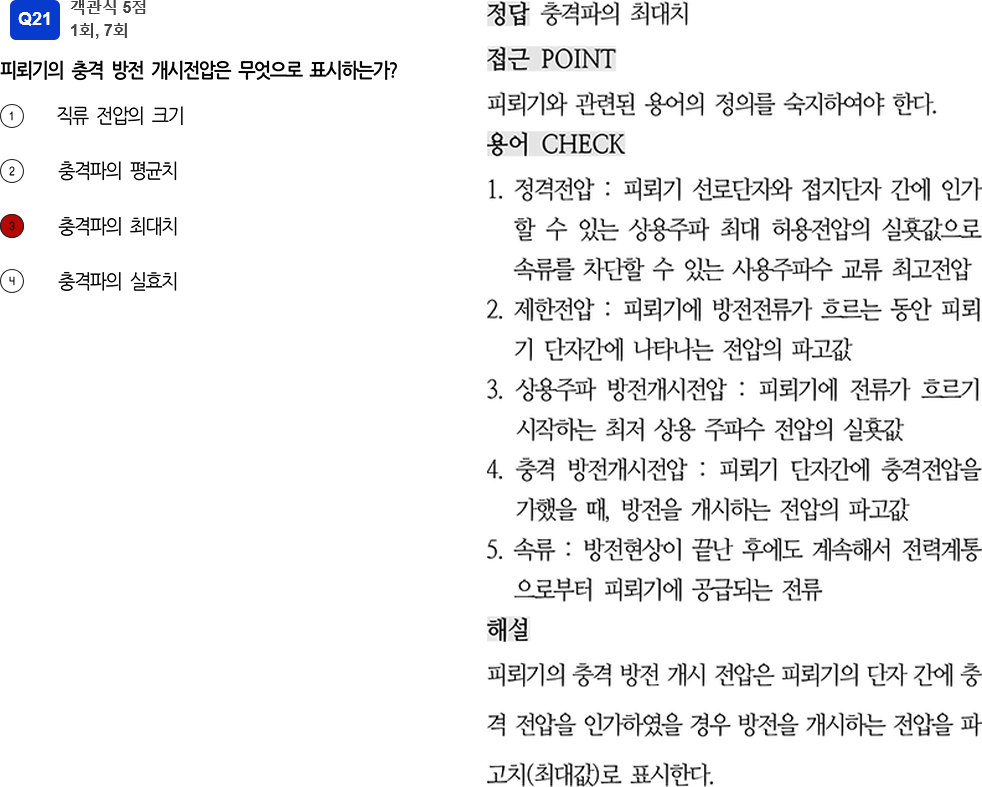 Q21
객관식 5점
1회, 7회
피뢰기의 충격 방전 개시전압은 무엇으로 표시하는가?
1 직류 전압의 크기
2 충격파의 평균치
3 충격파의 최대치
4 충격파의 실효치
정답 충격파의 최대치
접근 POINT
피뢰기와 관련된 용어의 정의를 숙지하여야 한다.
용어 CHECK
1. 정격전압 : 피뢰기 선로단자와 접지단자 간에 인가
할 수 있는 상용주파 최대 허용전압의 실횻값으로
속류를 차단할 수 있는 사용주파수 교류 최고전압
2. 제한전압 : 피뢰기에 방전전류가 흐르는 동안 피뢰
기 단자간에 나타나는 전압의 파고값
3. 상용주파 방전개시전압 : 피뢰기에 전류가 흐르기
시작하는 최저 상용 주파수 전압의 실횻값
4. 충격 방전개시전압 : 피뢰기 단자간에 충격전압을
가했을 때, 방전을 개시하는 전압의 파고값
5. 속류 : 방전현상이 끝난 후에도 계속해서 전력계통
으로부터 피뢰기에 공급되는 전류
해설
피뢰기의 충격 방전 개시 전압은 피뢰기의 단자 간에 충
격 전압을 인가하였을 경우 방전을 개시하는 전압을 파
고치(최대값)로 표시한다.